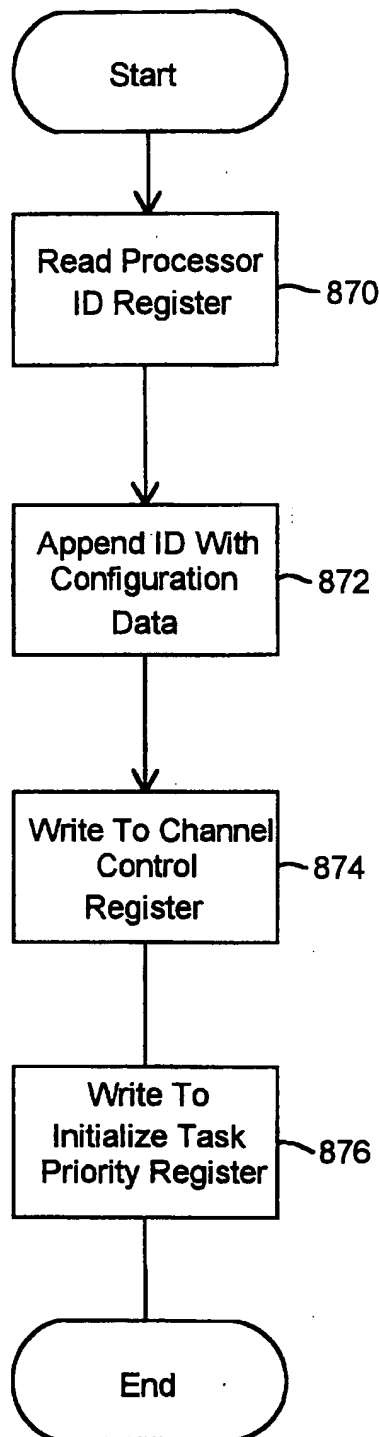 Start
Read Processor
ID Register
870
Append ID With
Configuration
Data
872
Write To Channel
Control
Register
874
Write To
Initialize Task
Priority Register
876
End